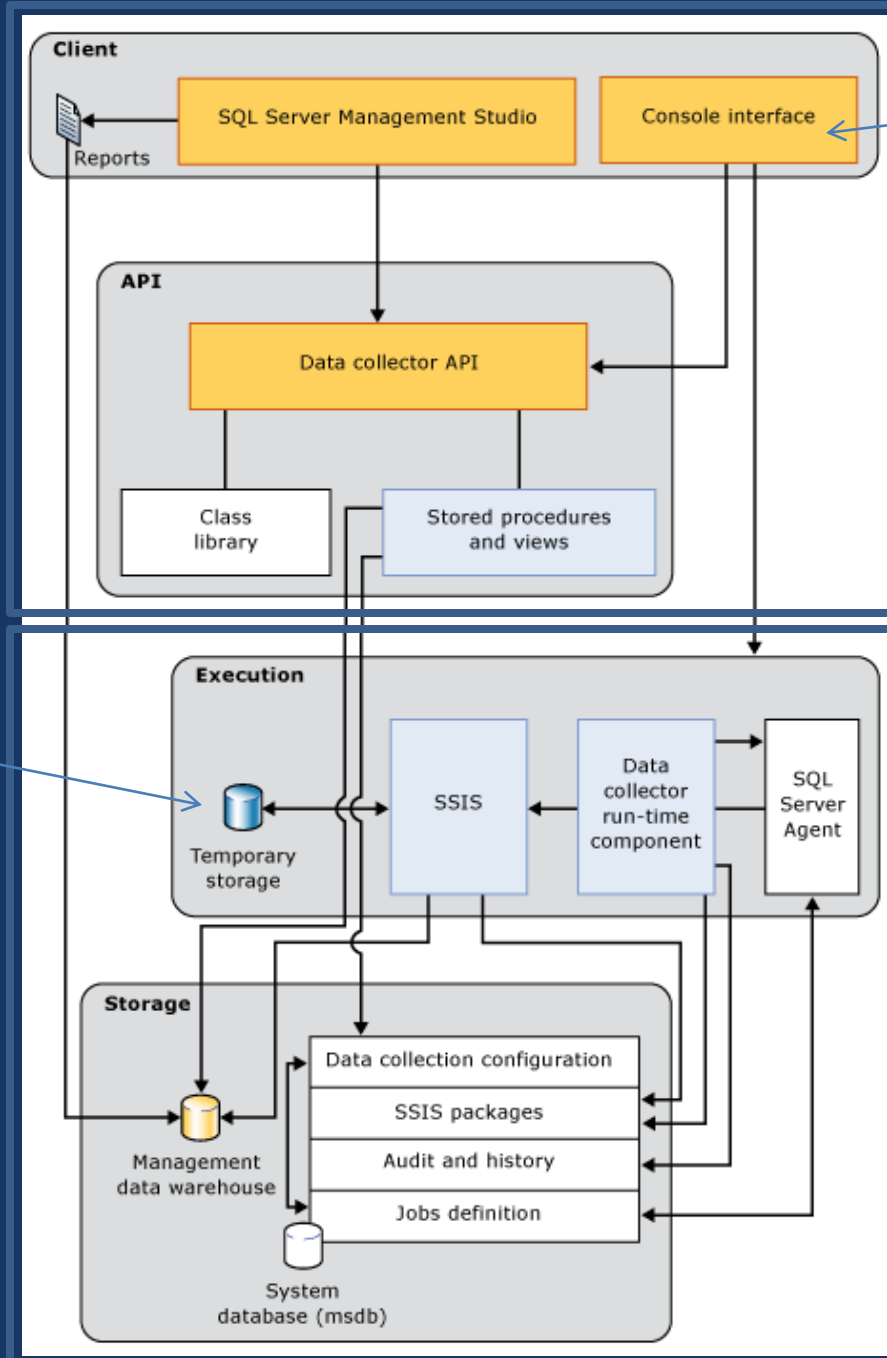 Client
SQL Server Management Studio
Console interface
Reports
API
Data collector API
Class
library
Stored procedures
and views
Execution
Temporary
storage
SSIS
Data
collector
run-time
component
SQL
Server
Agent
Storage
Management
data warehouse
Data collection configuration
SSIS packages
Audit and history
Jobs definition
System
database (msdb)